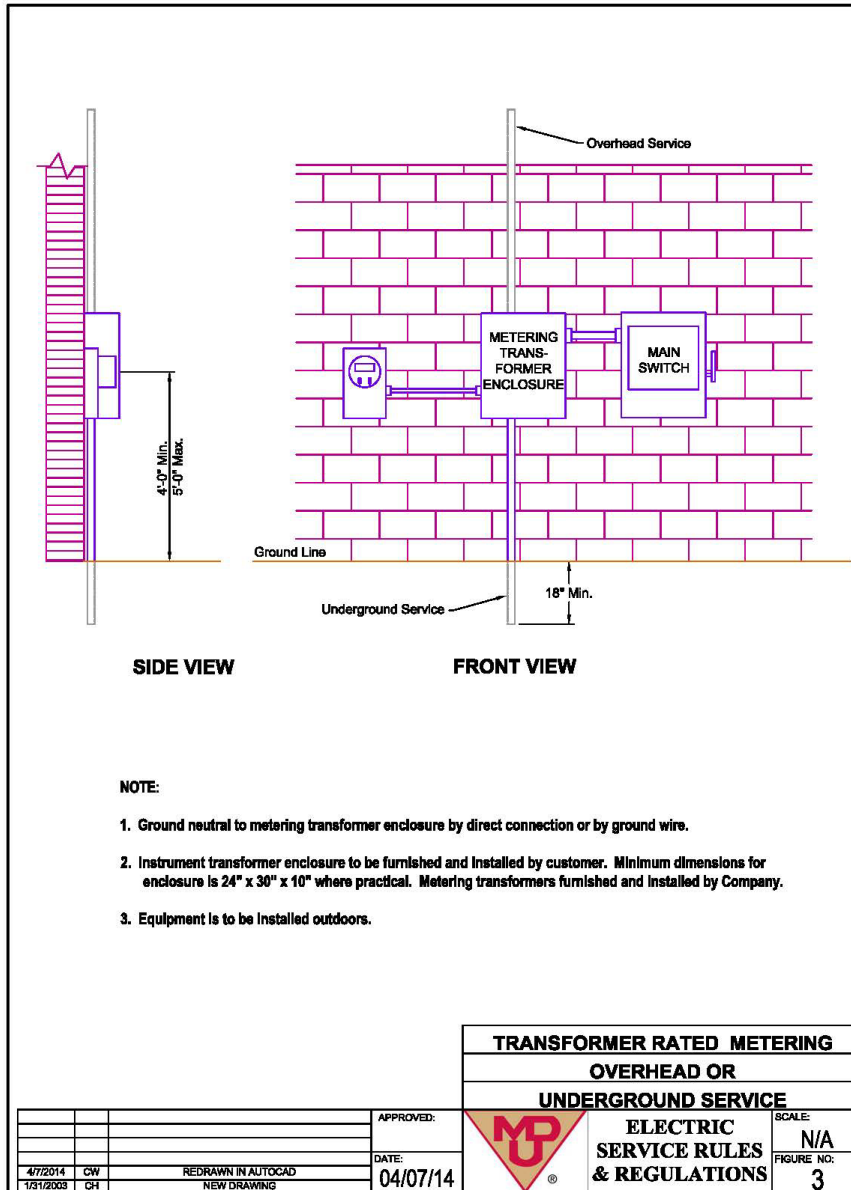 Overhead Service
METERING
TRANS-
FORMER
ENCLOSURE
MAIN
SWITCH
4'-0" Min.
5'-0" Max.
Ground Line
18" Min.
Underground Service
SIDE VIEW
FRONT VIEW
NOTE:
1. Ground neutral to metering transformer enclosure by direct connection or by ground wire.
2. Instrument transformer enclosure to be furnished and installed by customer. Minimum dimensions for
enclosure is 24" x 30" x 10" where practical. Metering transformers furnished and installed by Company.
3. Equipment is to be installed outdoors.
TRANSFORMER RATED METERING
OVERHEAD OR
UNDERGROUND SERVICE
4/7/2014 CW REDRAWN IN AUTOCAD
1/31/2003 CH NEW DRAWING
APPROVED:
DATE:
04/07/14
MPU ®
ELECTRIC
SERVICE RULES
& REGULATIONS
SCALE:
N/A
FIGURE NO:
3